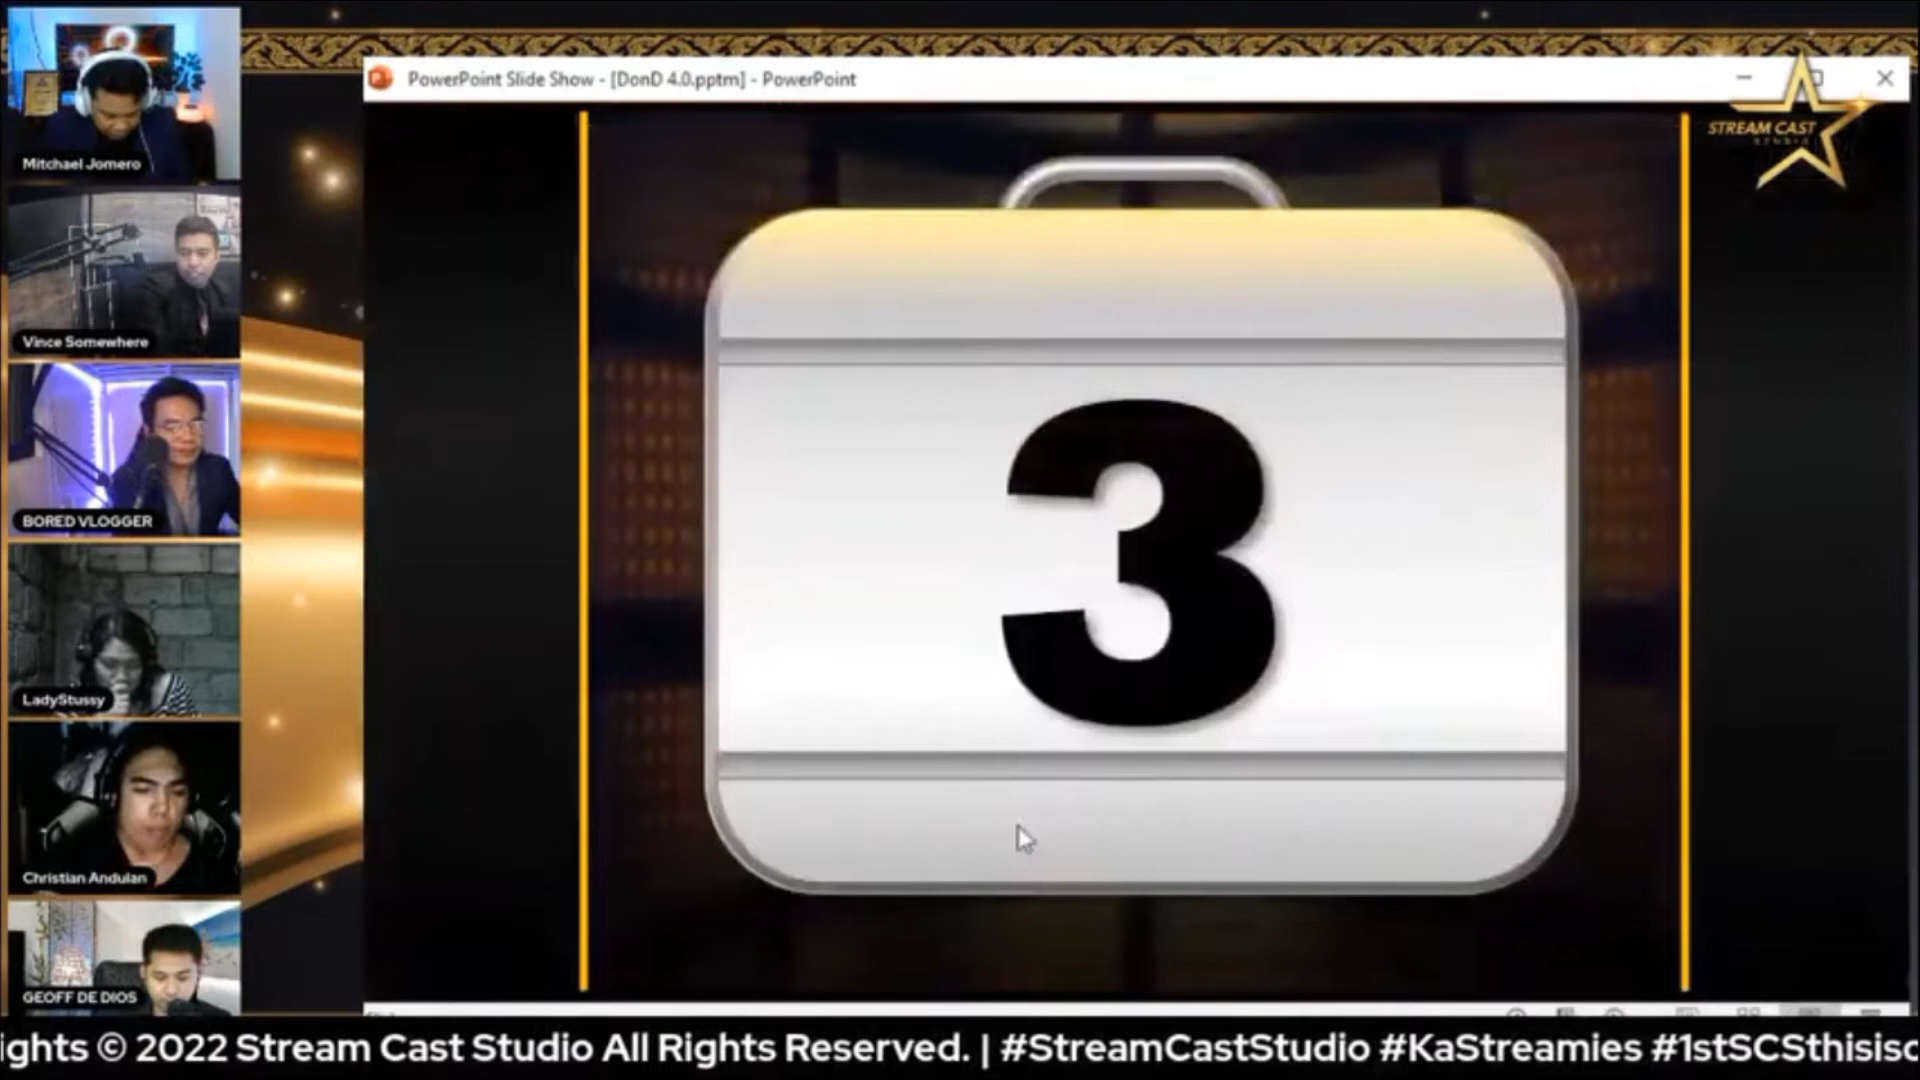 PowerPoint Slide Show - [DonD 4.0.pptm] - PowerPoint
STREAM CAST
STUDIO
Mitchael Jomero
Vince Somewhere
BORED VLOGGER
LadyStussy
Christian Andulan
GEOFF DE DIOS
3
ights © 2022 Stream Cast Studio All Rights Reserved. | #StreamCastStudio #KaStreamies #1stSCSthisisc